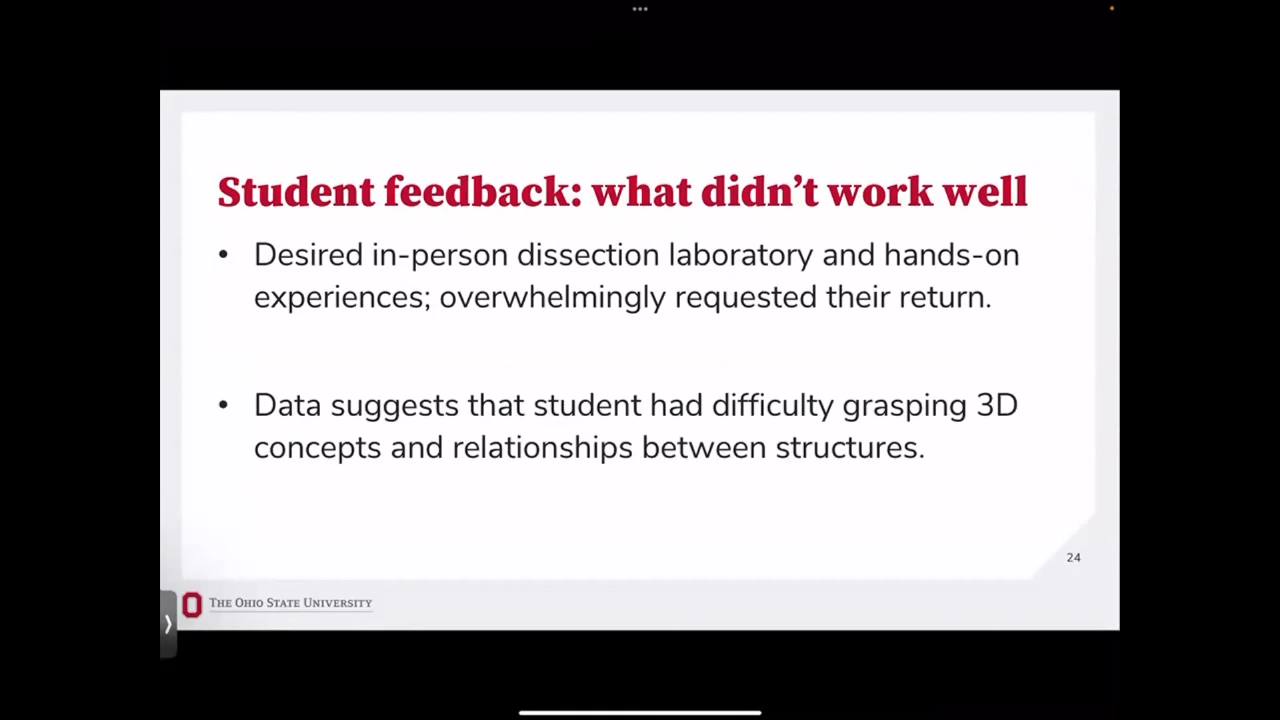 Student feedback: what didn’t work well
• Desired in-person dissection laboratory and hands-on
experiences; overwhelmingly requested their return.
• Data suggests that student had difficulty grasping 3D
concepts and relationships between structures.
24
THE OHIO STATE UNIVERSITY